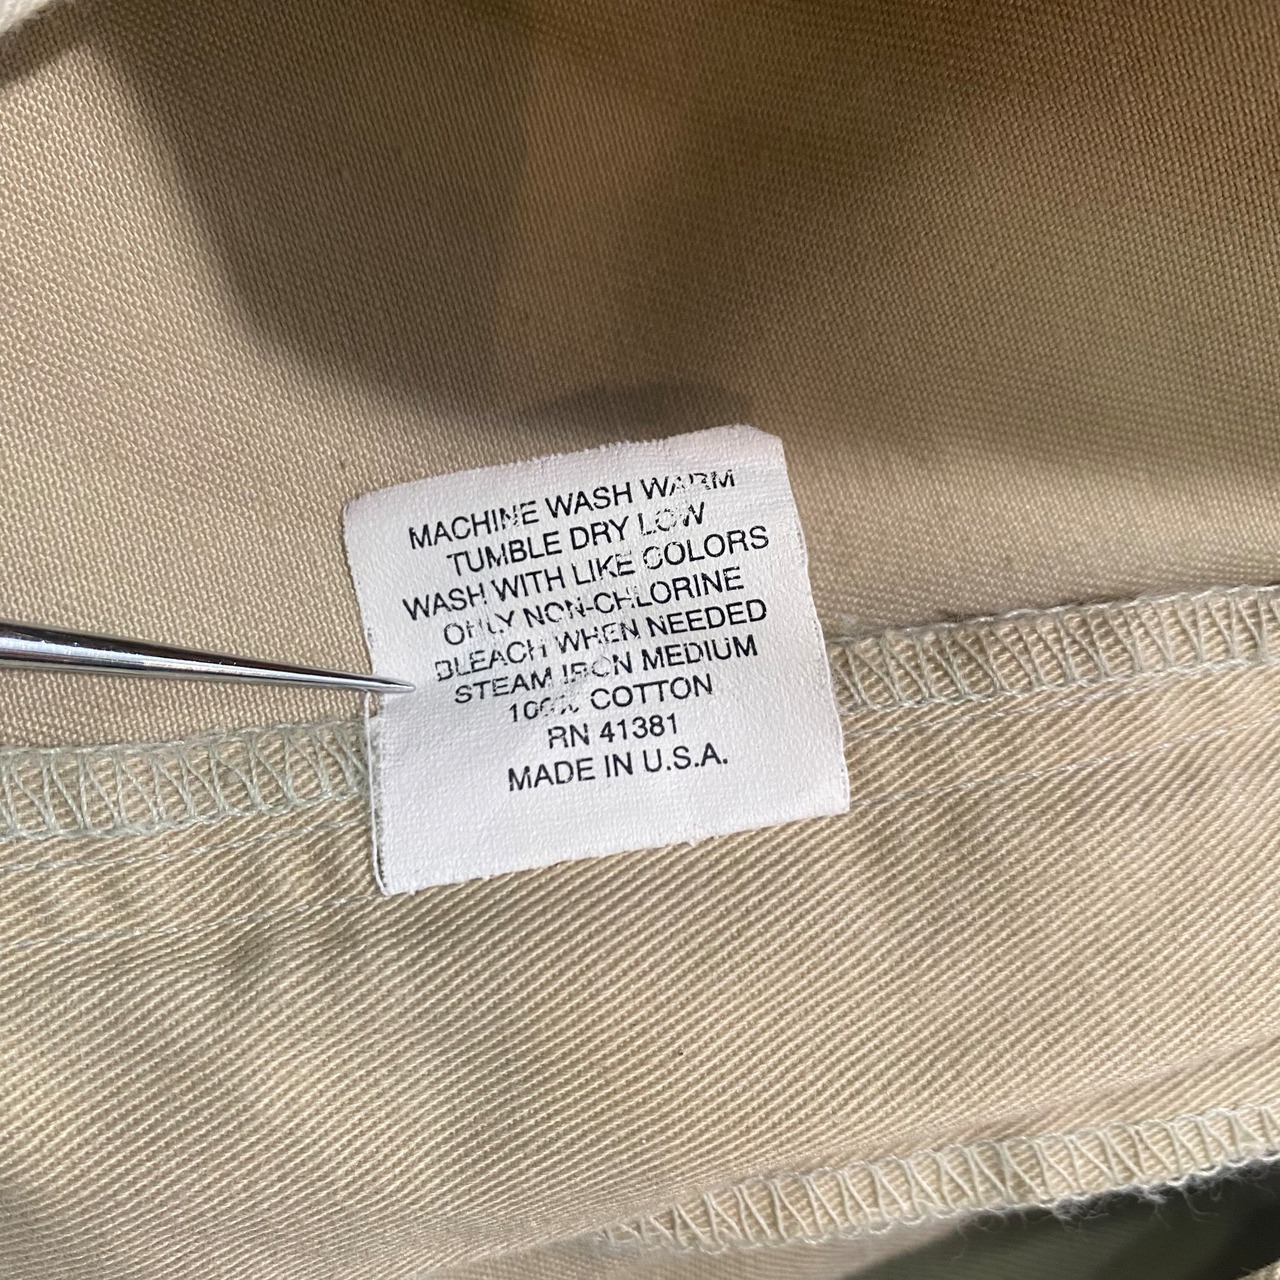 MACHINE WASH WARM
TUMBLE DRY LOW
WASH WITH LIKE COLORS
ONLY NON-CHLORINE
BLEACH WHEN NEEDED
STEAM IRON MEDIUM
100% COTTON
RN 41381
MADE IN U.S.A.